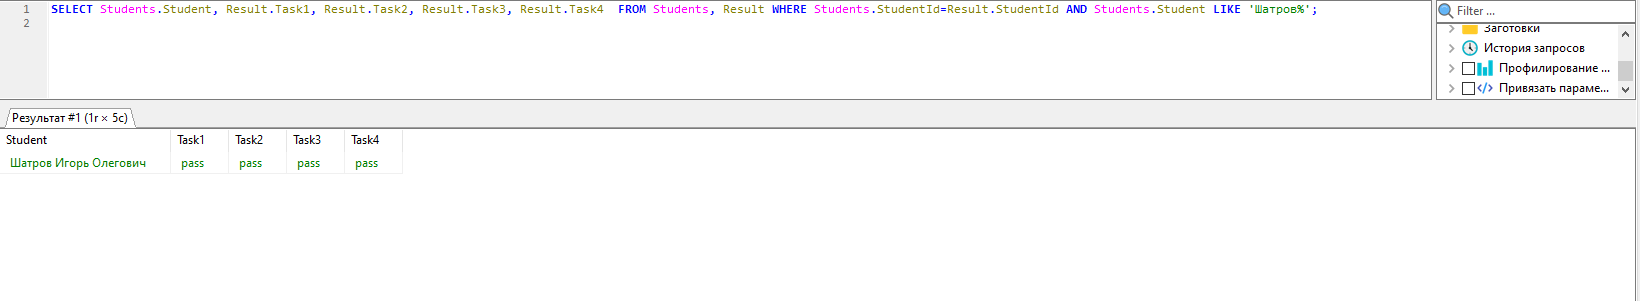 1 SELECT Students.Student, Result.Task1, Result.Task2, Result.Task3, Result.Task4  FROM Students, Result WHERE Students.StudentId=Result.StudentId AND Students.Student LIKE 'Шатров%';
2
Filter ...
Заготовки
История запросов
Профилирование ...
Привязать параме...
Результат #1 (1r × 5c)
Student Task1 Task2 Task3 Task4
Шатров Игорь Олегович pass pass pass pass